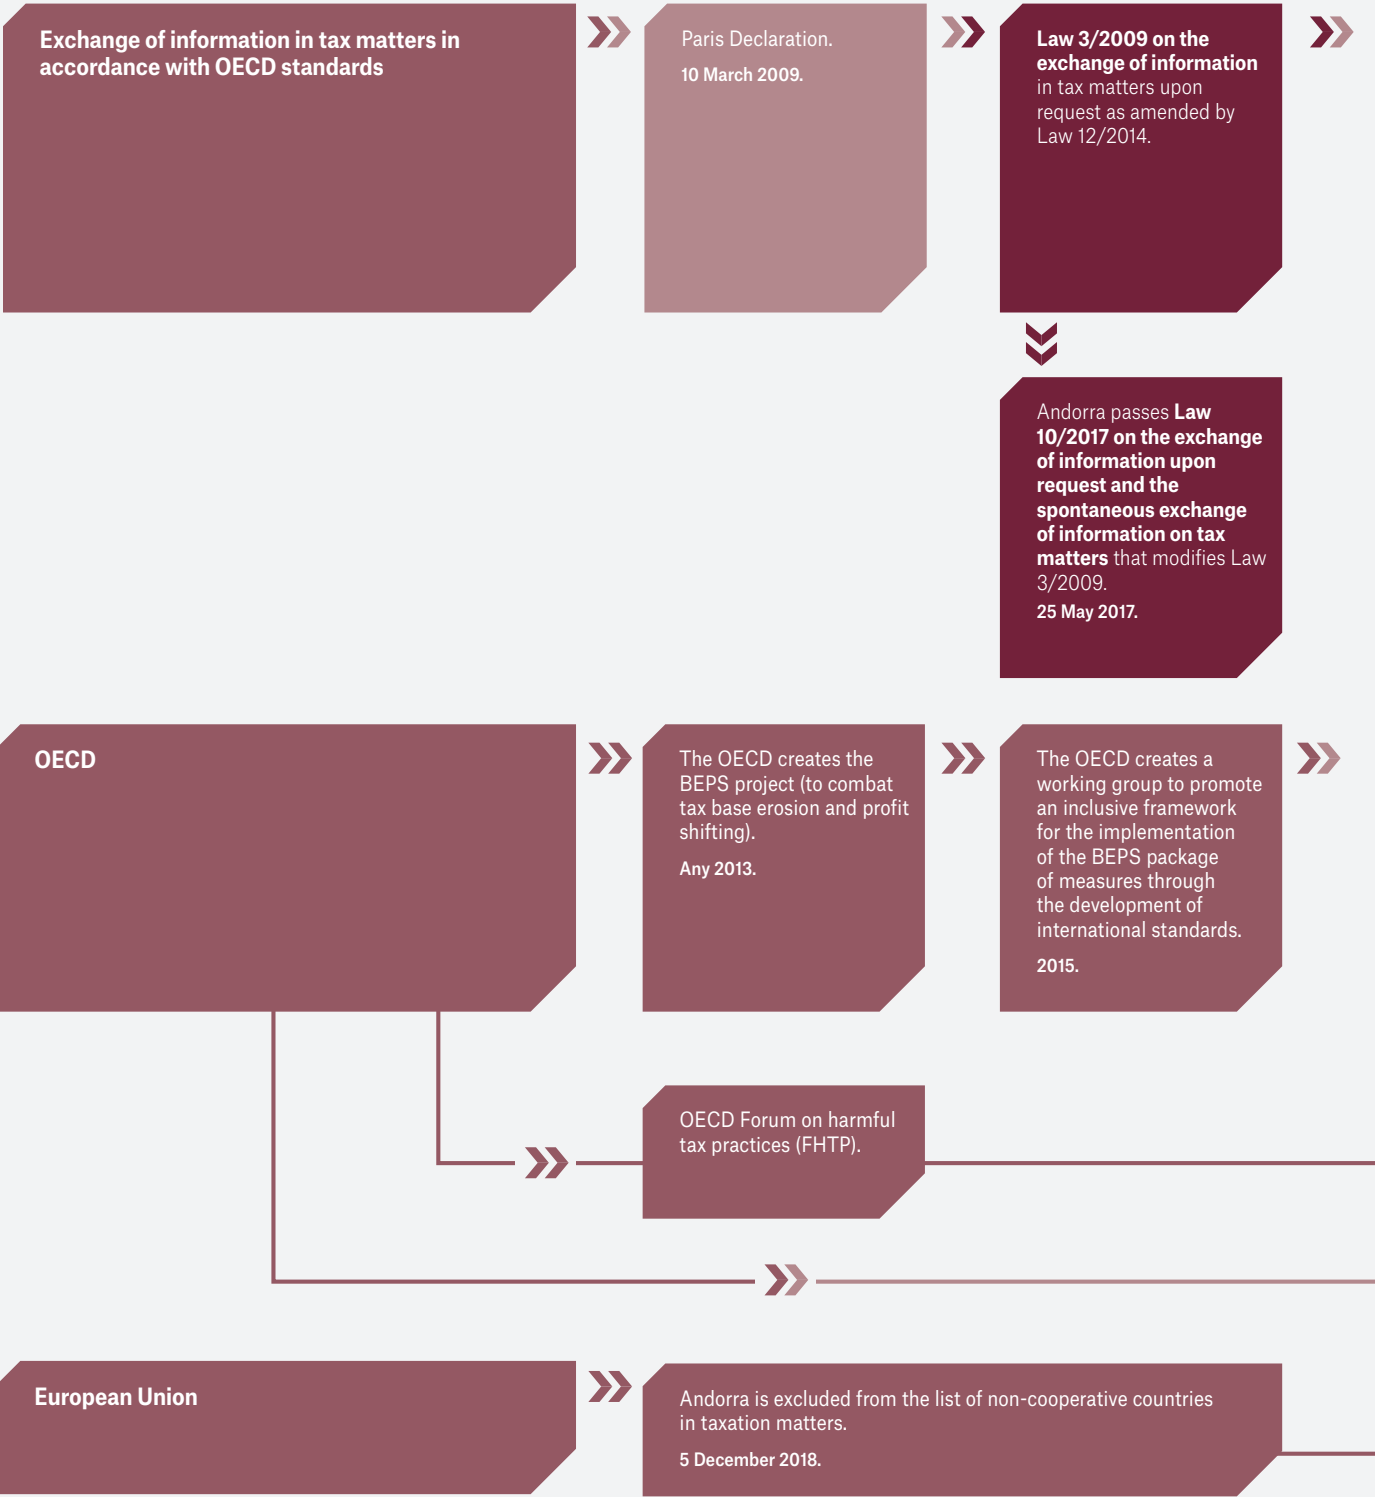 Exchange of information in tax matters in
accordance with OECD standards
Paris Declaration.
10 March 2009.
Law 3/2009 on the
exchange of information
in tax matters upon
request as amended by
Law 12/2014.
Andorra passes Law
10/2017 on the exchange
of information upon
request and the
spontaneous exchange
of information on tax
matters that modifies Law
3/2009.
25 May 2017.
OECD
The OECD creates the
BEPS project (to combat
tax base erosion and profit
shifting).
Any 2013.
The OECD creates a
working group to promote
an inclusive framework
for the implementation
of the BEPS package
of measures through
the development of
international standards.
2015.
OECD Forum on harmful
tax practices (FHTP).
European Union
Andorra is excluded from the list of non-cooperative countries
in taxation matters.
5 December 2018.